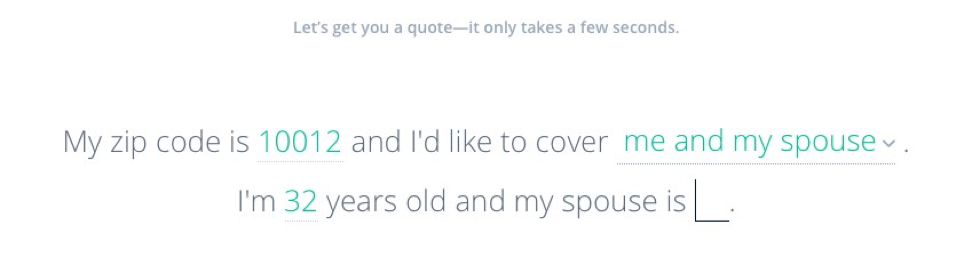 Let's get you a quote—it only takes a few seconds.
My zip code is 10012 and I'd like to cover me and my spouse .
I'm 32 years old and my spouse is .